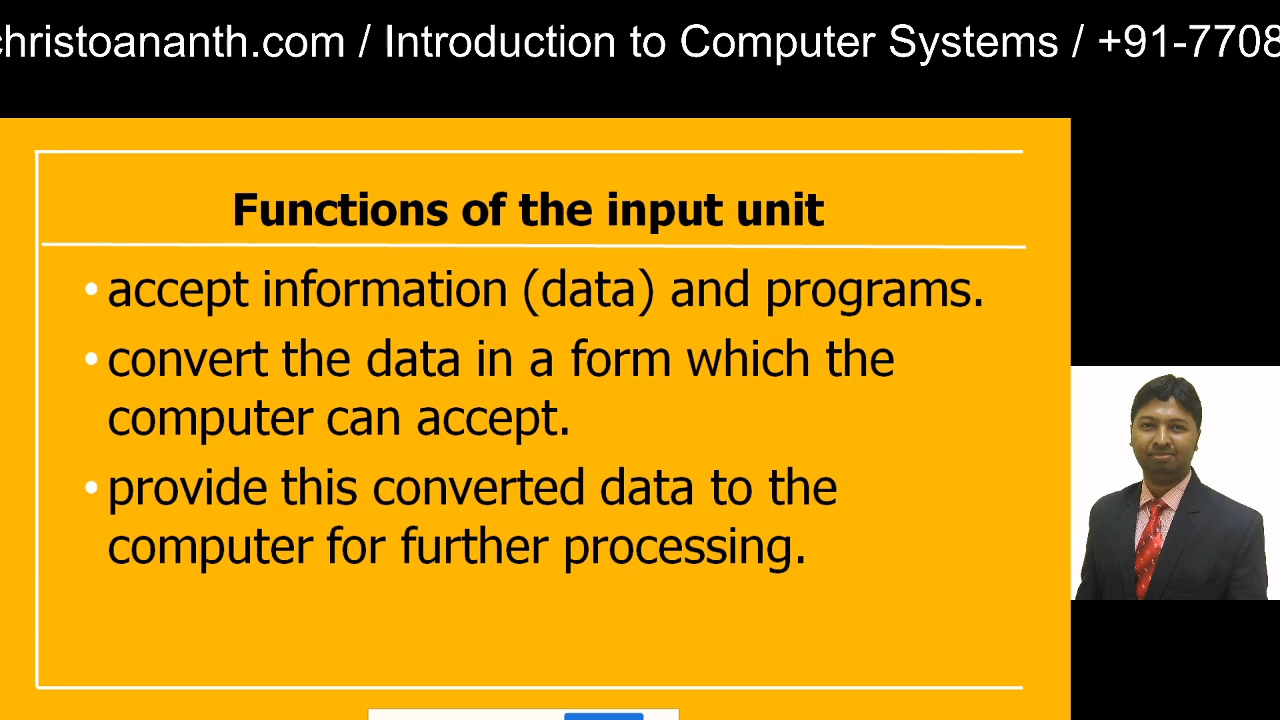 christoananth.com / Introduction to Computer Systems / +91-7708
Functions of the input unit
• accept information (data) and programs.
• convert the data in a form which the
computer can accept.
• provide this converted data to the
computer for further processing.